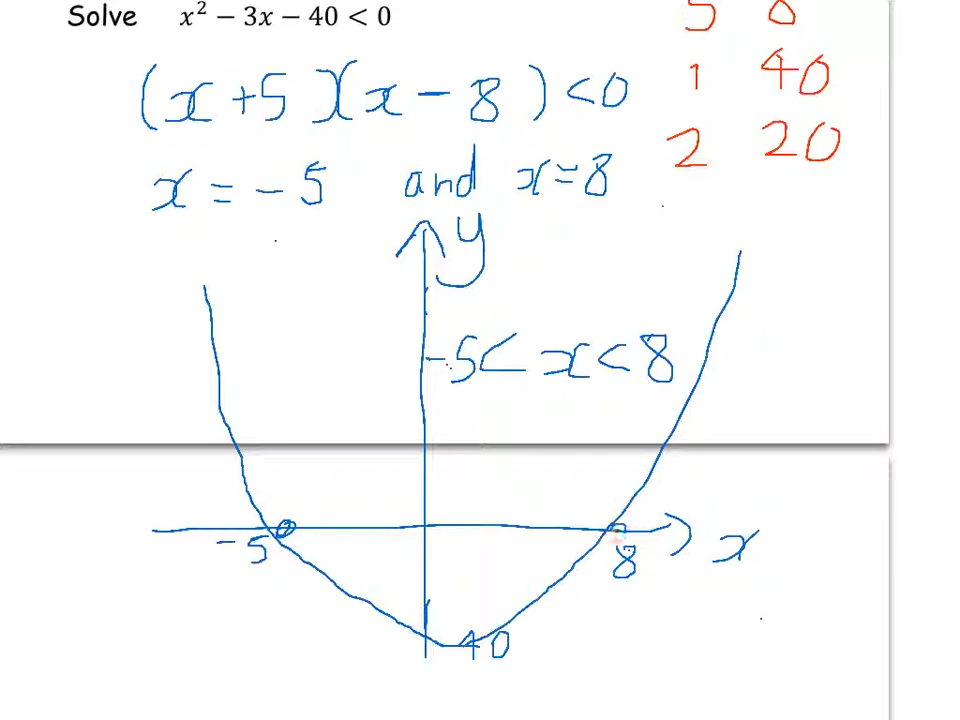 Solve x² − 3x − 40 < 0
5 8
(x + 5)(x − 8) < 0
1 40
2 20
x = −5 and x = 8
y
−5 < x < 8
−5
8
x
40